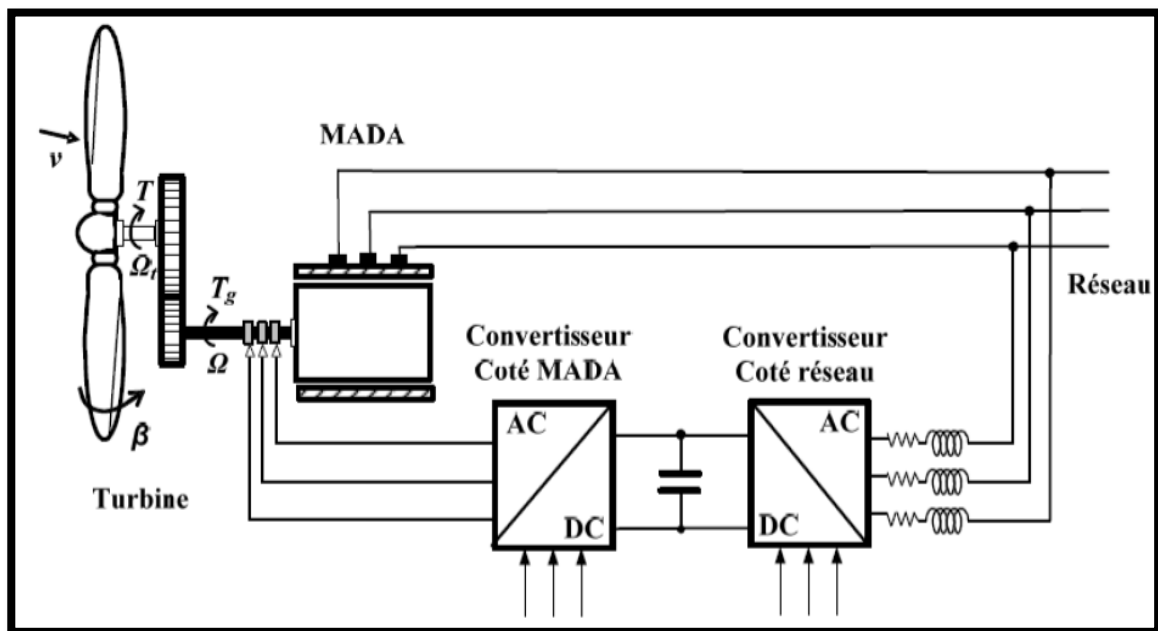 MADA
v
T
Ωt
Tg
Ω
β
Turbine
Réseau
Convertisseur
Coté MADA
Convertisseur
Coté réseau
AC
DC
AC
DC